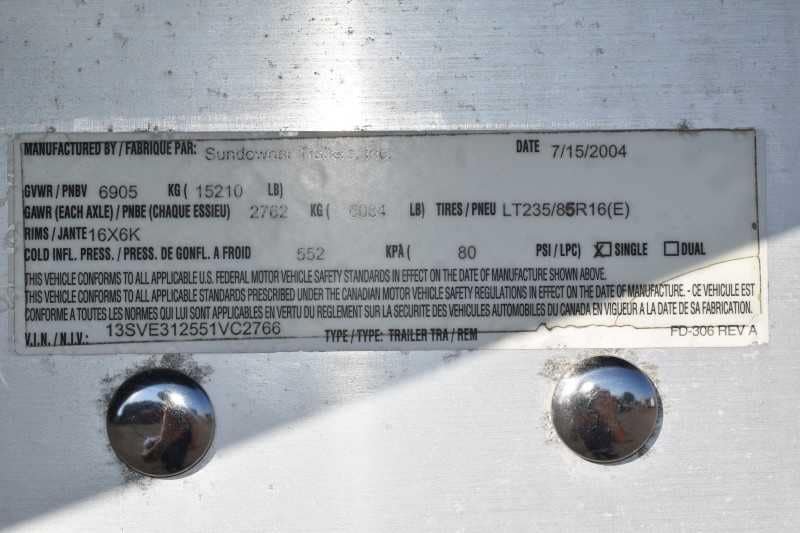 MANUFACTURED BY / FABRIQUE PAR: Sundowner Trailers, Inc. DATE 7/15/2004
GVWR / PNBV 6905 KG ( 15210 LB)
GAWR (EACH AXLE) / PNBE (CHAQUE ESSIEU) 2762 KG ( 6084 LB) TIRES / PNEU LT235/85R16(E)
RIMS / JANTE 16X6K
COLD INFL. PRESS. / PRESS. DE GONFL. A FROID 552 KPA ( 80 PSI / LPC) X SINGLE DUAL
THIS VEHICLE CONFORMS TO ALL APPLICABLE U.S. FEDERAL MOTOR VEHICLE SAFETY STANDARDS IN EFFECT ON THE DATE OF MANUFACTURE SHOWN ABOVE.
THIS VEHICLE CONFORMS TO ALL APPLICABLE STANDARDS PRESCRIBED UNDER THE CANADIAN MOTOR VEHICLE SAFETY REGULATIONS IN EFFECT ON THE DATE OF MANUFACTURE. - CE VEHICULE EST
CONFORME A TOUTES LES NORMES QUI LUI SONT APPLICABLES EN VERTU DU REGLEMENT SUR LA SECURITE DES VEHICULES AUTOMOBILES DU CANADA EN VIGUEUR A LA DATE DE SA FABRICATION.
V.I.N. / N.I.V.: 13SVE312551VC2766 TYPE / TYPE: TRAILER TRA / REM FD-306 REV A